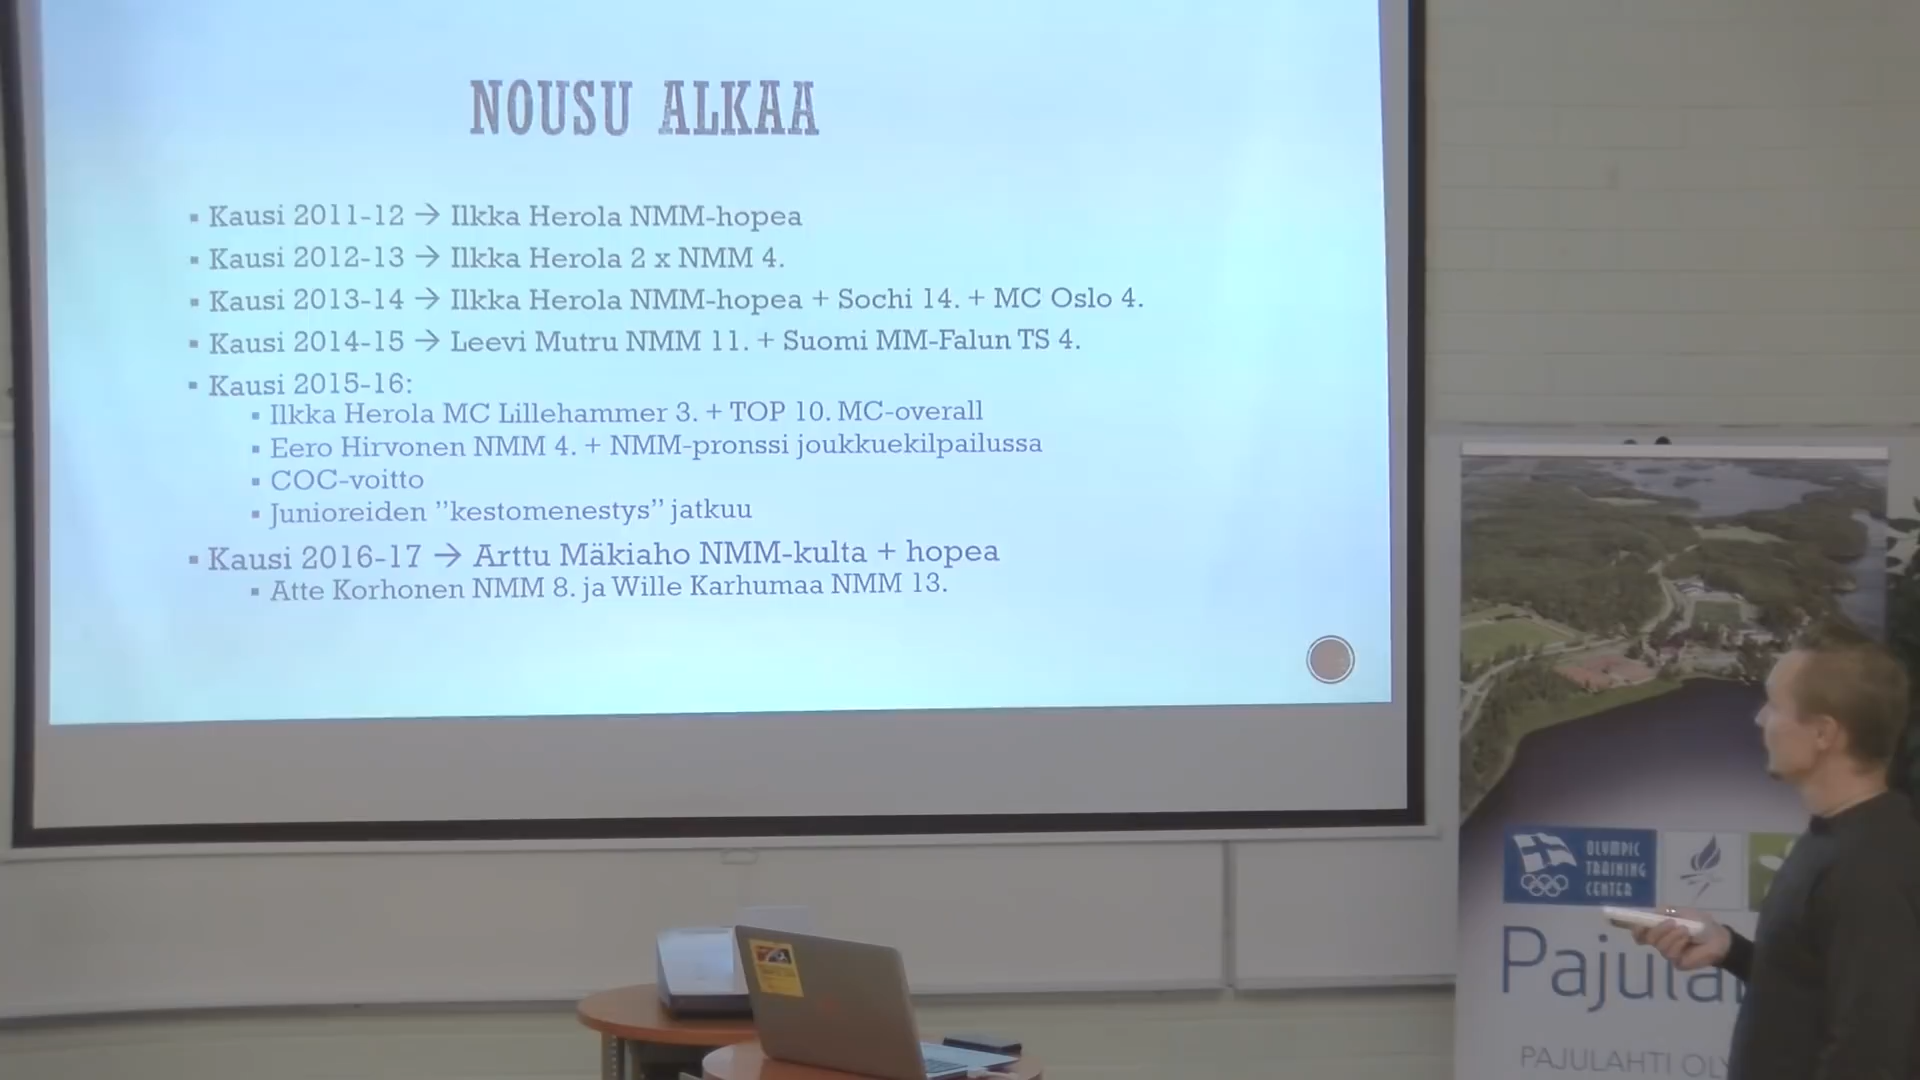 NOUSU ALKAA
▪ Kausi 2011-12 → Ilkka Herola NMM-hopea
▪ Kausi 2012-13 → Ilkka Herola 2 x NMM 4.
▪ Kausi 2013-14 → Ilkka Herola NMM-hopea + Sochi 14. + MC Oslo 4.
▪ Kausi 2014-15 → Leevi Mutru NMM 11. + Suomi MM-Falun TS 4.
▪ Kausi 2015-16:
▪ Ilkka Herola MC Lillehammer 3. + TOP 10. MC-overall
▪ Eero Hirvonen NMM 4. + NMM-pronssi joukkuekilpailussa
▪ COC-voitto
▪ Junioreiden ”kestomenestys” jatkuu
▪ Kausi 2016-17 → Arttu Mäkiaho NMM-kulta + hopea
▪ Atte Korhonen NMM 8. ja Wille Karhumaa NMM 13.
OLYMPIC
TRAINING
CENTER
Pajula
PAJULAHTI OLY